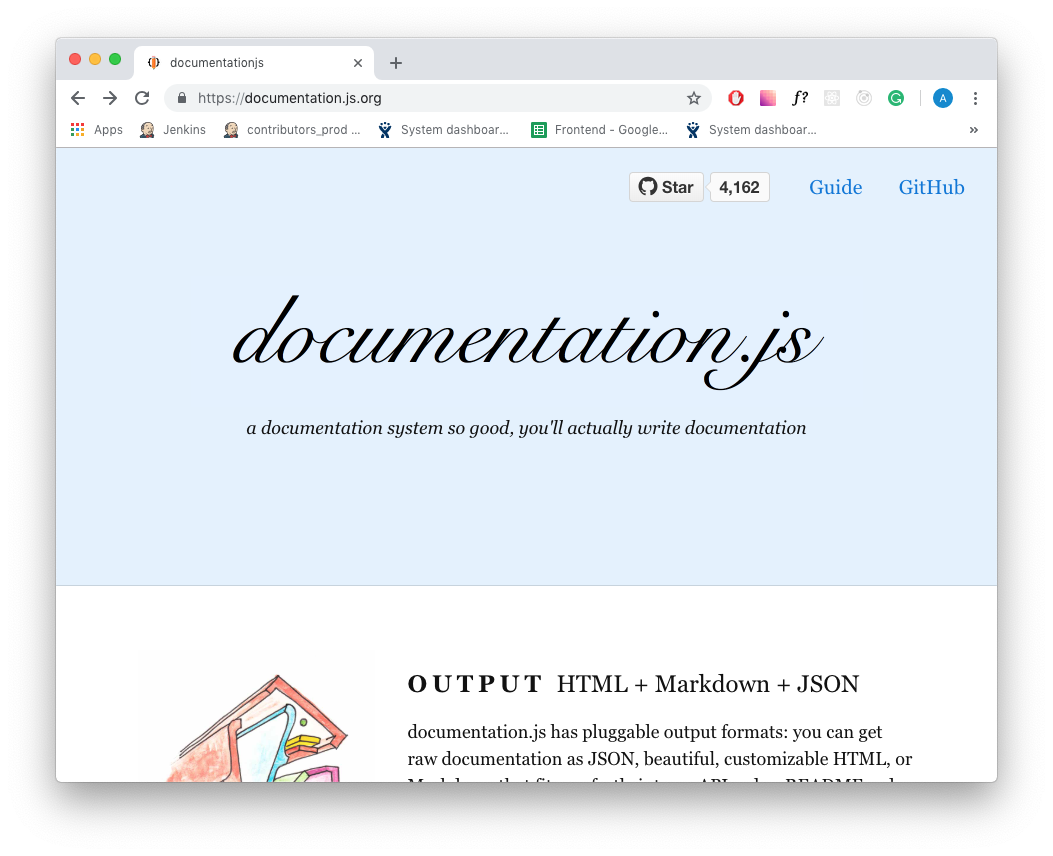 documentationjs
https://documentation.js.org
f?
A
Apps Jenkins contributors_prod ... System dashboar... Frontend - Google... System dashboar... »
Star 4,162 Guide GitHub
documentation.js
a documentation system so good, you'll actually write documentation
OUTPUT HTML + Markdown + JSON
documentation.js has pluggable output formats: you can get
raw documentation as JSON, beautiful, customizable HTML, or